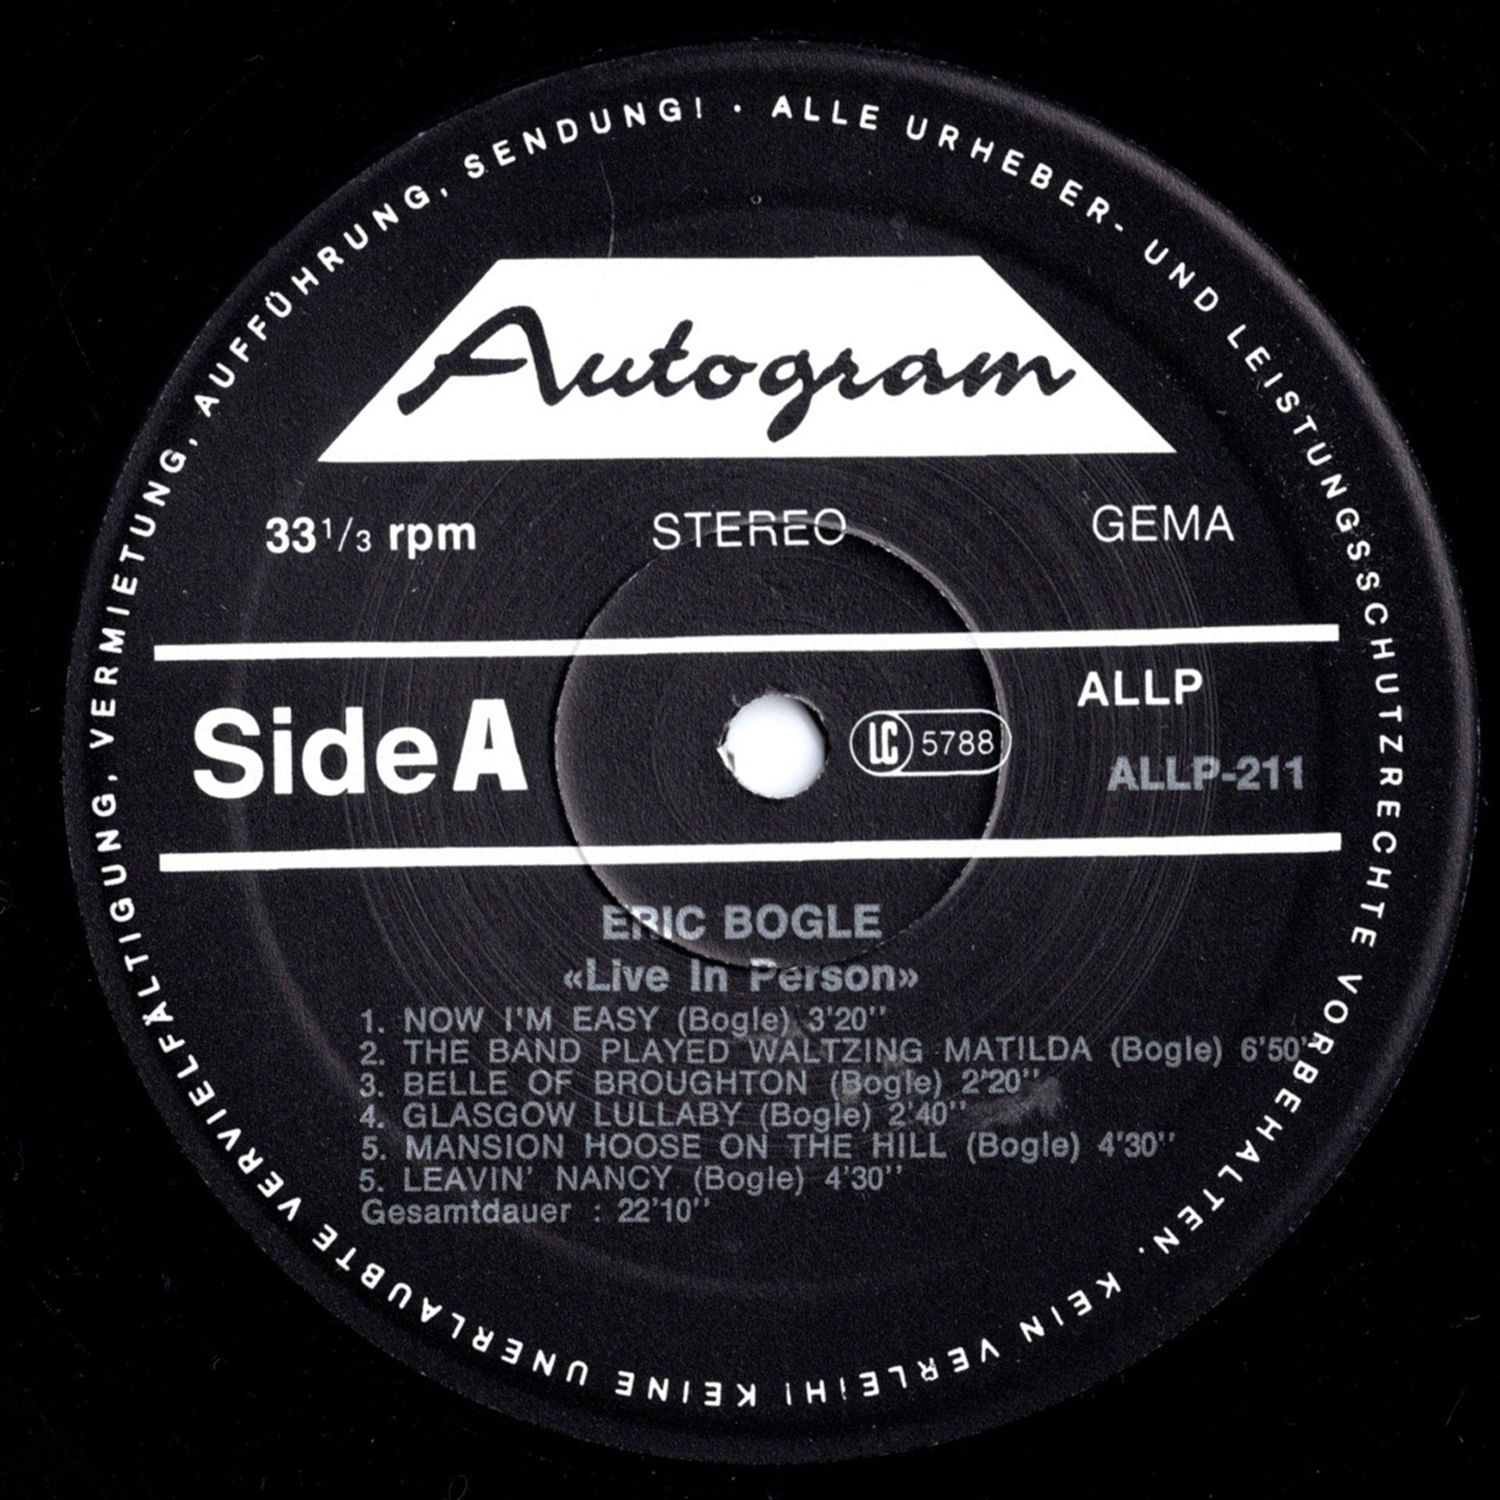 ALLE URHEBER- UND LEISTUNGSSCHUTZRECHTE VORBEHALTEN. KEIN VERLEIH! KEINE UNERLAUBTE VERVIELFÄLTIGUNG, VERMIETUNG, AUFFÜHRUNG, SENDUNG! ·
Autogram
33 1/3 rpm STEREO GEMA
Side A LC 5788 ALLP
ALLP-211
ERIC BOGLE
«Live In Person»
1. NOW I'M EASY (Bogle) 3'20''
2. THE BAND PLAYED WALTZING MATILDA (Bogle) 6'50''
3. BELLE OF BROUGHTON (Bogle) 2'20''
4. GLASGOW LULLABY (Bogle) 2'40''
5. MANSION HOOSE ON THE HILL (Bogle) 4'30''
5. LEAVIN' NANCY (Bogle) 4'30''
Gesamtdauer : 22'10''